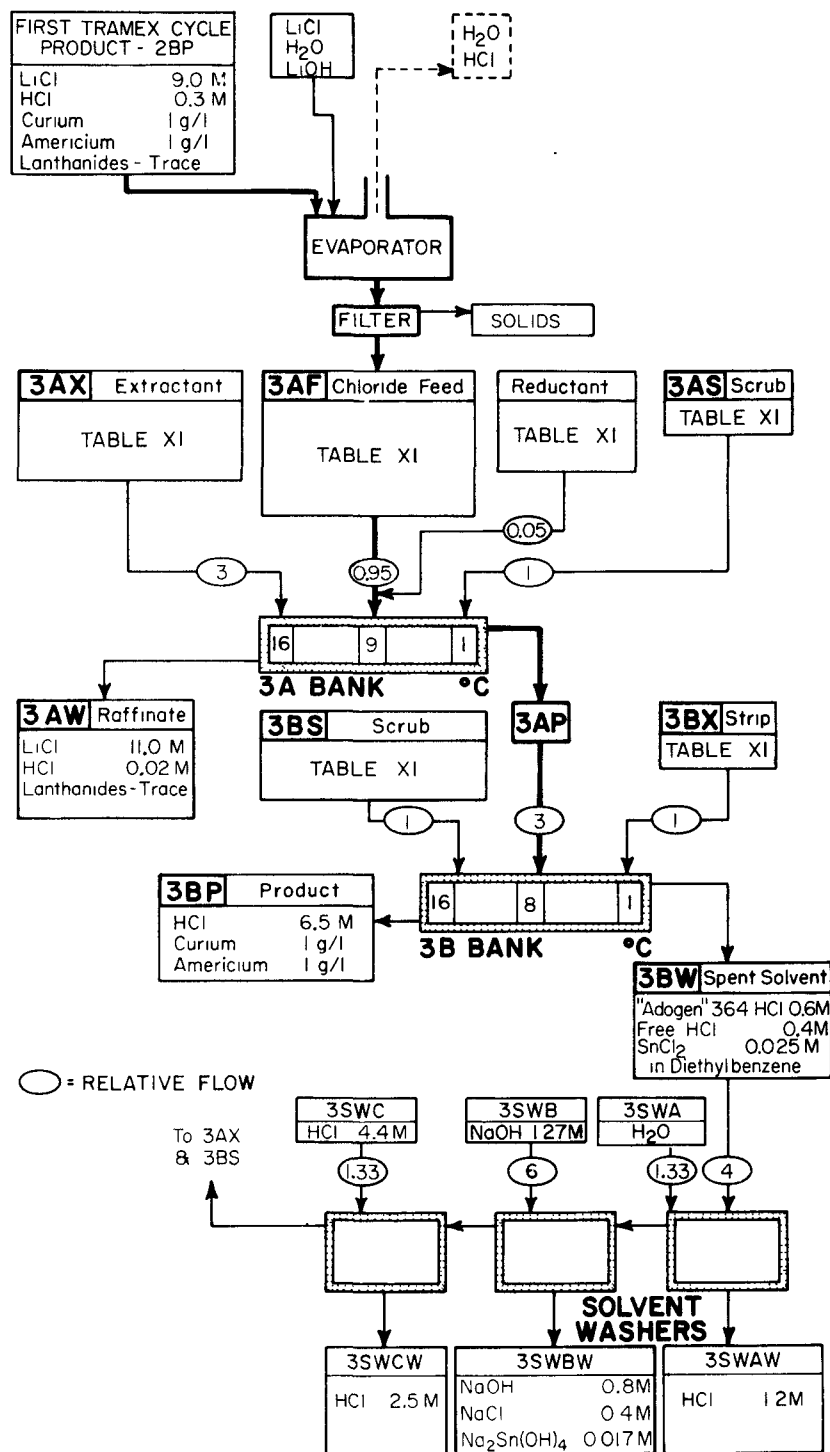 FIRST TRAMEX CYCLE
PRODUCT - 2BP
LiCl 9.0 M
HCl 0.3 M
Curium 1 g/l
Americium 1 g/l
Lanthanides - Trace
LiCl
H2O
LiOH
H2O
HCl
EVAPORATOR
FILTER
SOLIDS
3AX Extractant
TABLE XI
3AF Chloride Feed
TABLE XI
Reductant
TABLE XI
3AS Scrub
TABLE XI
0.05
3
0.95
1
16 9 1
3A BANK °C
3AW Raffinate
LiCl 11.0 M
HCl 0.02 M
Lanthanides-Trace
3BS Scrub
TABLE XI
3AP
3BX Strip
TABLE XI
1
3
1
3BP Product
HCl 6.5 M
Curium 1 g/l
Americium 1 g/l
16 8 1
3B BANK °C
3BW Spent Solvent
"Adogen" 364 HCl 0.6M
Free HCl 0.4M
SnCl2 0.025 M
in Diethylbenzene
= RELATIVE FLOW
To 3AX
& 3BS
3SWC
HCl 4.4 M
3SWB
NaOH 1 27M
3SWA
H2O
1.33
6
1.33
4
SOLVENT
WASHERS
3SWCW
HCl 2.5 M
3SWBW
NaOH 0.8M
NaCl 0 4M
Na2Sn(OH)4 0 017M
3SWAW
HCl 1 2M